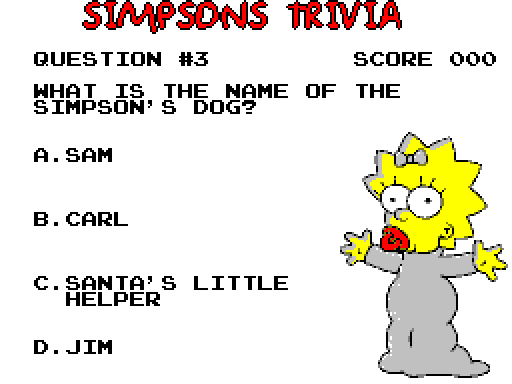 SIMPSONS TRIVIA
QUESTION #3 SCORE 000
WHAT IS THE NAME OF THE
SIMPSON'S DOG?
A.SAM
B.CARL
C.SANTA'S LITTLE
HELPER
D.JIM